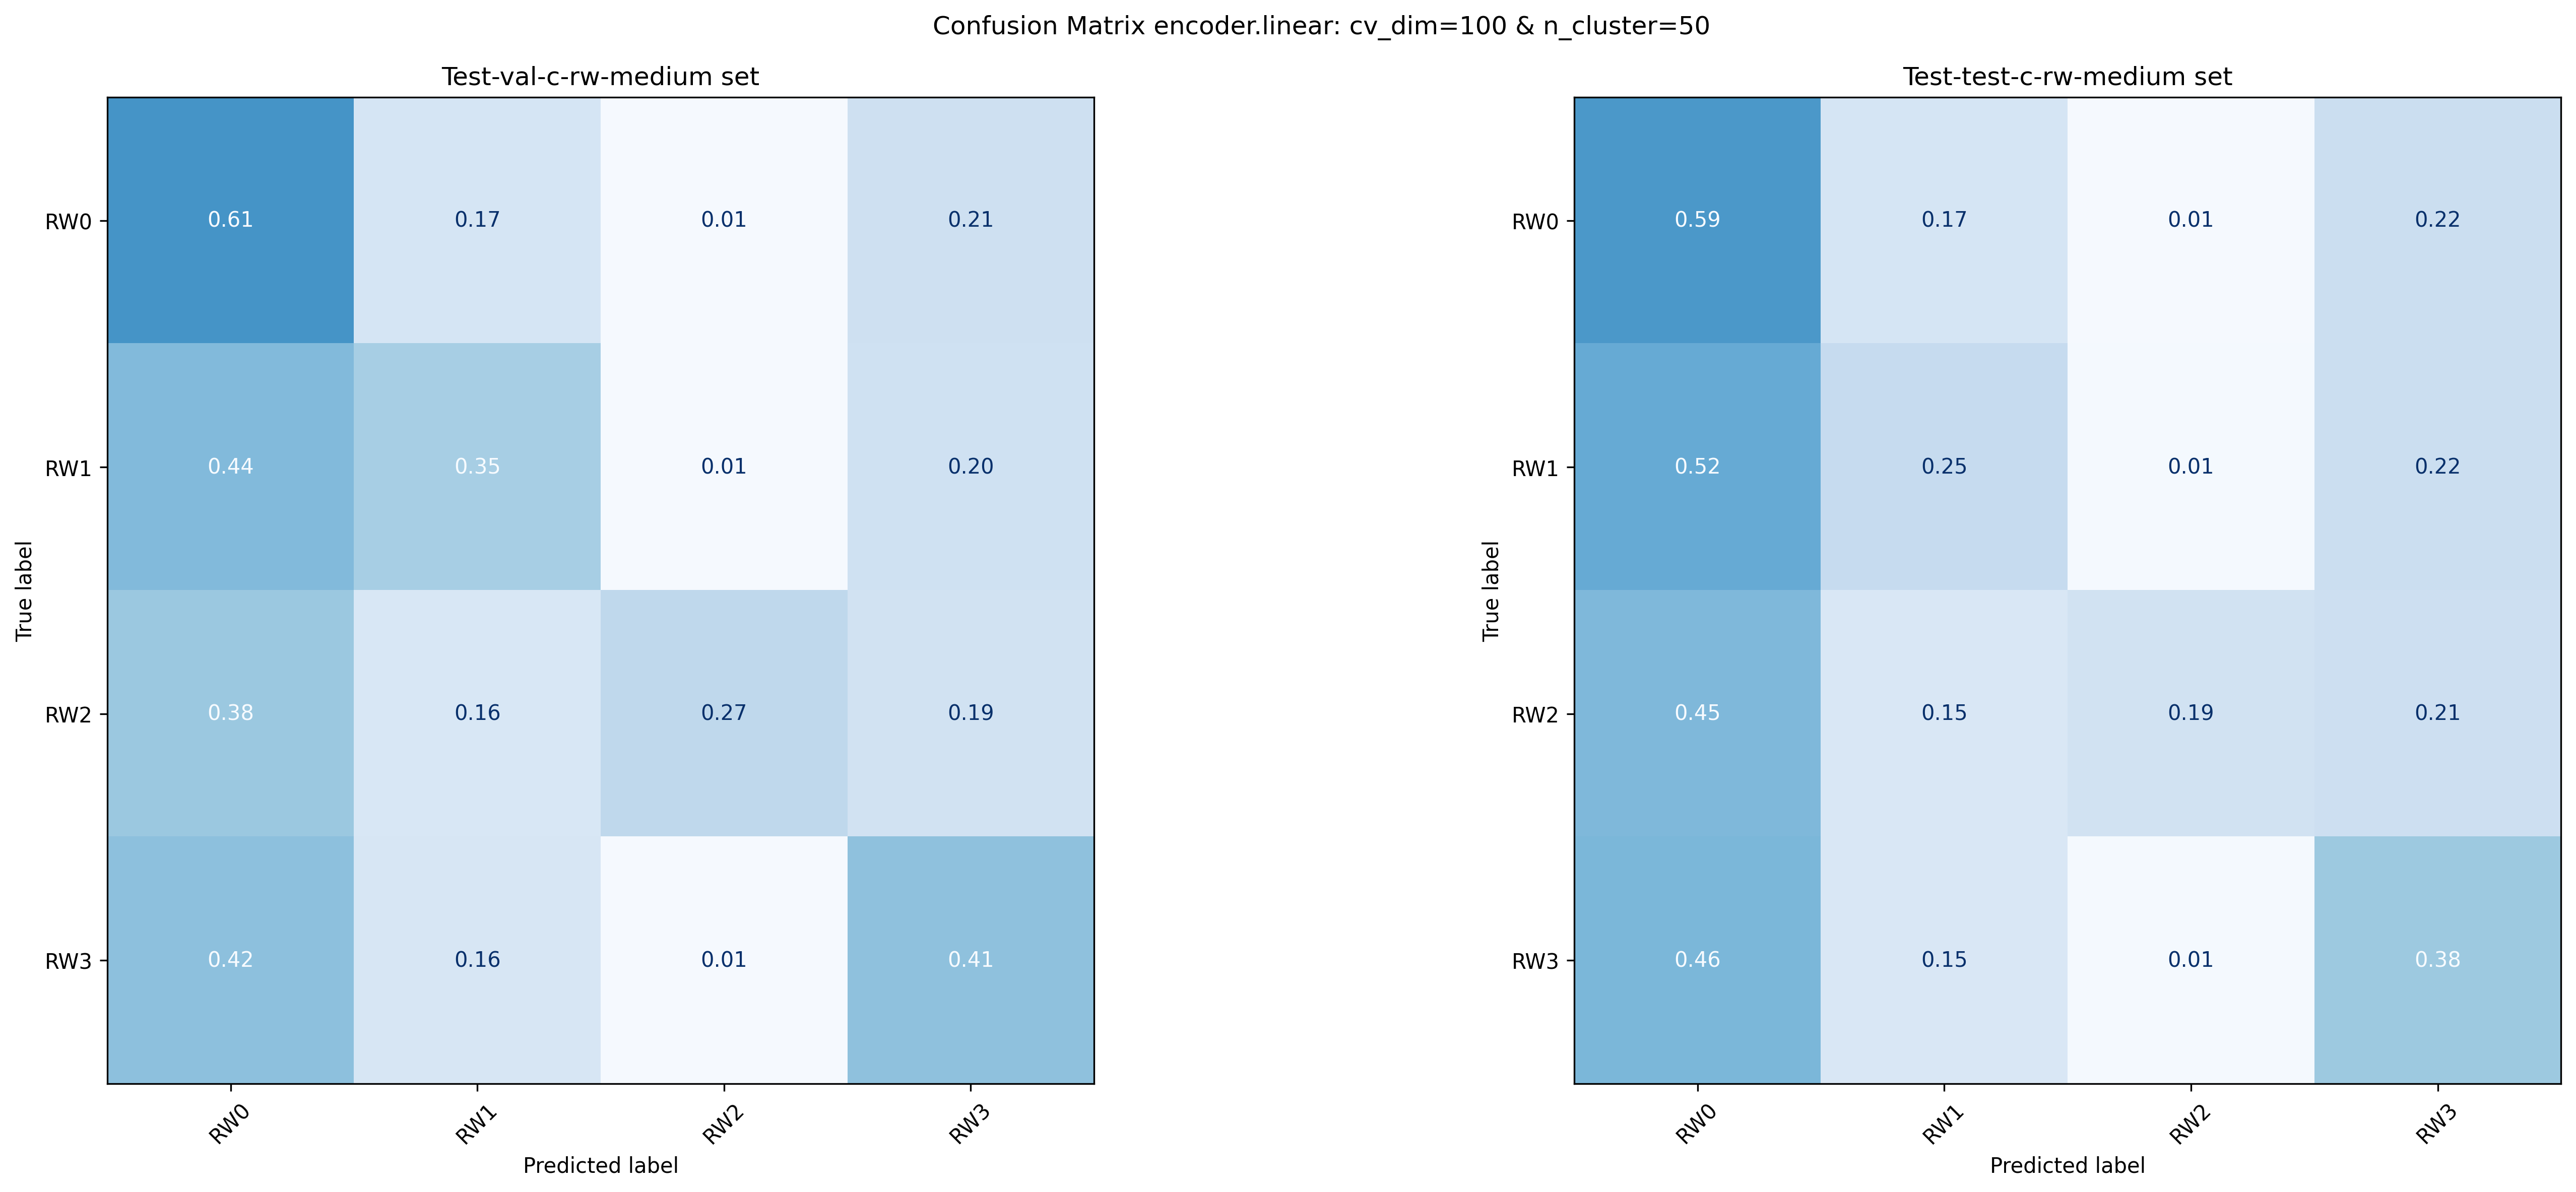 Confusion Matrix encoder.linear: cv_dim=100 & n_cluster=50
Test-val-c-rw-medium set
True label
RW0 0.61 0.17 0.01 0.21
RW1 0.44 0.35 0.01 0.20
RW2 0.38 0.16 0.27 0.19
RW3 0.42 0.16 0.01 0.41
RW0 RW1 RW2 RW3
Predicted label
Test-test-c-rw-medium set
True label
RW0 0.59 0.17 0.01 0.22
RW1 0.52 0.25 0.01 0.22
RW2 0.45 0.15 0.19 0.21
RW3 0.46 0.15 0.01 0.38
RW0 RW1 RW2 RW3
Predicted label